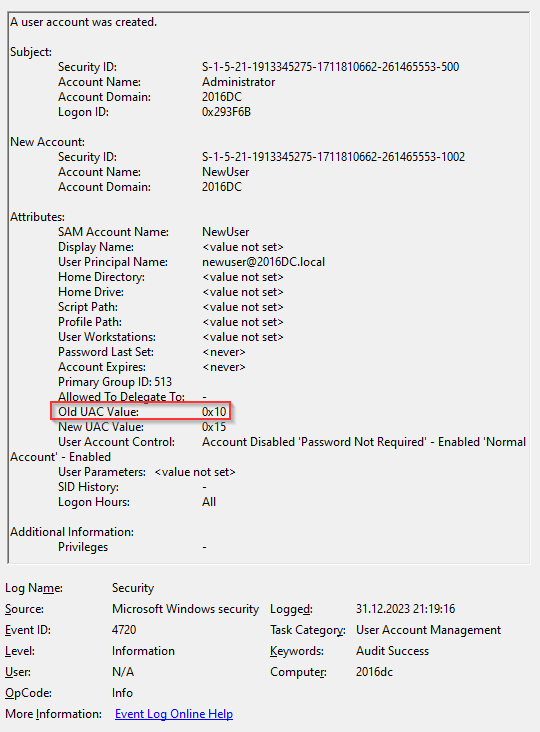 A user account was created.
Subject:
Security ID: S-1-5-21-1913345275-1711810662-261465553-500
Account Name: Administrator
Account Domain: 2016DC
Logon ID: 0x293F6B
New Account:
Security ID: S-1-5-21-1913345275-1711810662-261465553-1002
Account Name: NewUser
Account Domain: 2016DC
Attributes:
SAM Account Name: NewUser
Display Name: <value not set>
User Principal Name: newuser@2016DC.local
Home Directory: <value not set>
Home Drive: <value not set>
Script Path: <value not set>
Profile Path: <value not set>
User Workstations: <value not set>
Password Last Set: <never>
Account Expires: <never>
Primary Group ID: 513
Allowed To Delegate To: -
Old UAC Value: 0x10
New UAC Value: 0x15
User Account Control: Account Disabled 'Password Not Required' - Enabled 'Normal
Account' - Enabled
User Parameters: <value not set>
SID History: -
Logon Hours: All
Additional Information:
Privileges -
Log Name: Security
Source: Microsoft Windows security Logged: 31.12.2023 21:19:16
Event ID: 4720 Task Category: User Account Management
Level: Information Keywords: Audit Success
User: N/A Computer: 2016dc
OpCode: Info
More Information: Event Log Online Help